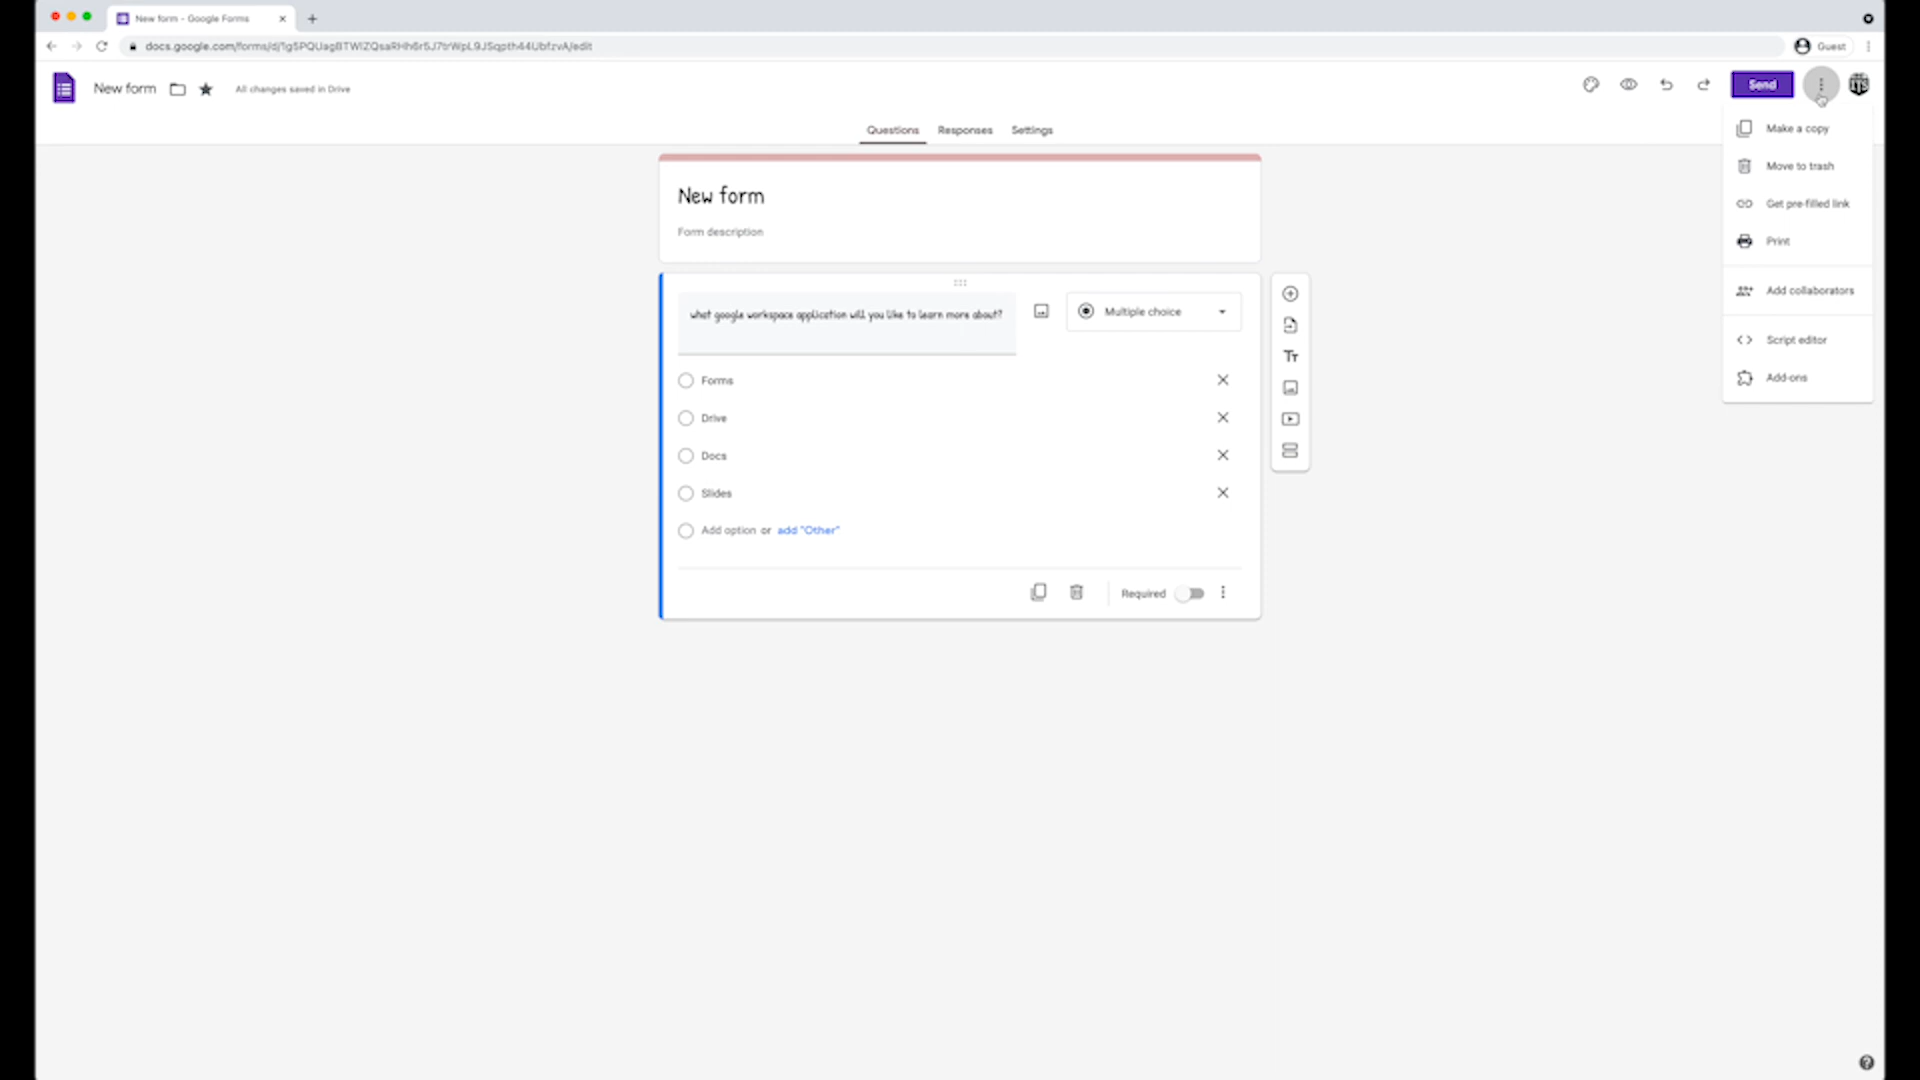 New form - Google Forms
Guest
New form
All changes saved in Drive
Send
Questions
Responses
Settings
Make a copy
Move to trash
Get pre-filled link
Print
Add collaborators
Script editor
Add-ons
New form
Form description
what google workspace application will you like to learn more about?
Multiple choice
Forms
Drive
Docs
Slides
Add option or add "Other"
Required